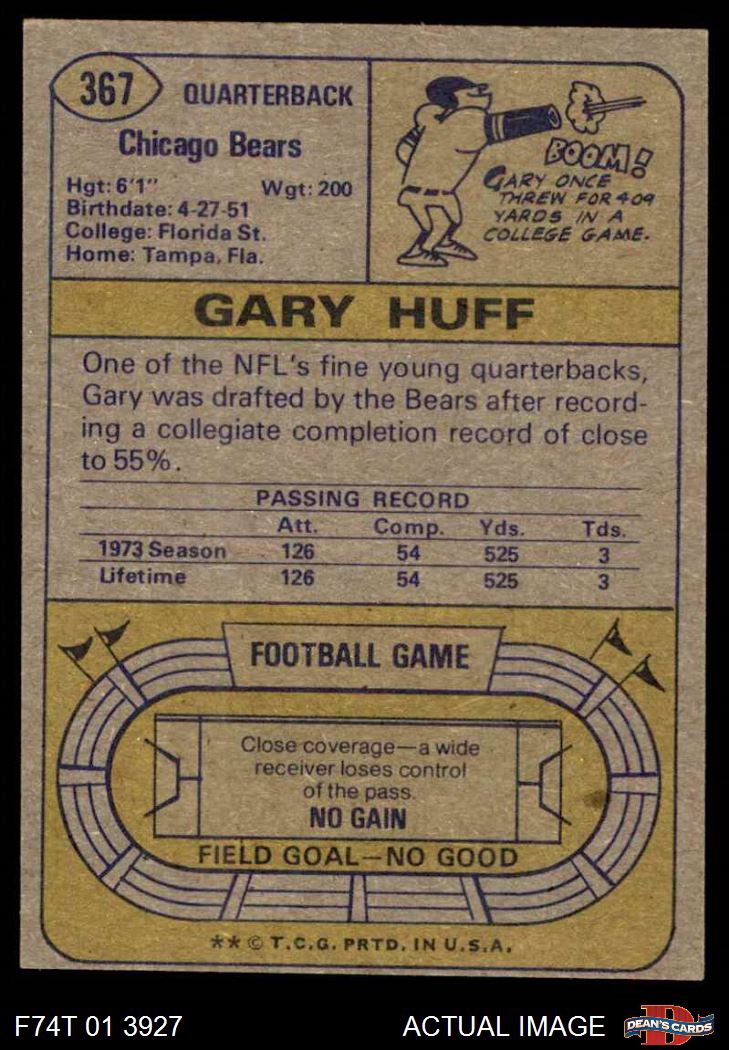 367
QUARTERBACK
Chicago Bears
Hgt: 6'1" Wgt: 200
Birthdate: 4-27-51
College: Florida St.
Home: Tampa, Fla.
BOOM!
GARY ONCE
THREW FOR 409
YARDS IN A
COLLEGE GAME.
GARY HUFF
One of the NFL's fine young quarterbacks,
Gary was drafted by the Bears after record-
ing a collegiate completion record of close
to 55%.
PASSING RECORD
Att. Comp. Yds. Tds.
1973 Season 126 54 525 3
Lifetime 126 54 525 3
FOOTBALL GAME
Close coverage—a wide
receiver loses control
of the pass.
NO GAIN
FIELD GOAL—NO GOOD
** © T.C.G. PRTD. IN U.S.A.
F74T 01 3927 ACTUAL IMAGE
D
DEAN'S CARDS